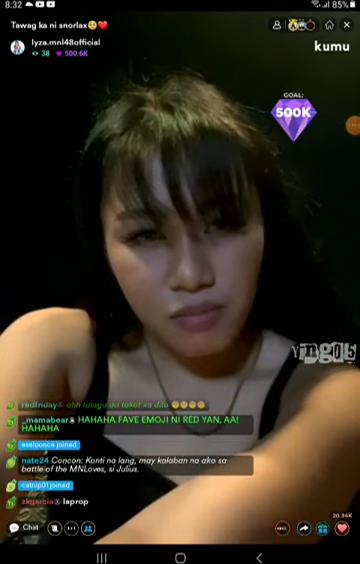 8:32
85%
Tawag ka ni snorlax🥺❤️
lyza.mnl48official
38 500.6K
kumu
GOAL:
500K
redfriday ahh talaga aa takot ka dito
_mamabear HAHAHA FAVE EMOJI NI RED YAN, AA!
HAHAHA
aselponce joined
nate24 Concon: Konti na lang, may kalaban na ako sa
battle of the MNLoves, si Julius.
catnip01 joined
zkgarcia laprop
20.34K
Chat